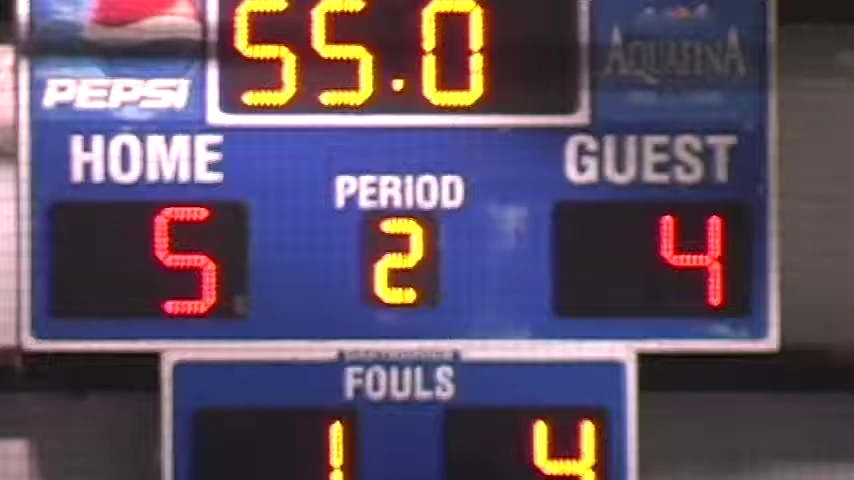 55.0
PEPSI
AQUAFINA
HOME
GUEST
PERIOD
5
2
4
FOULS
1
4